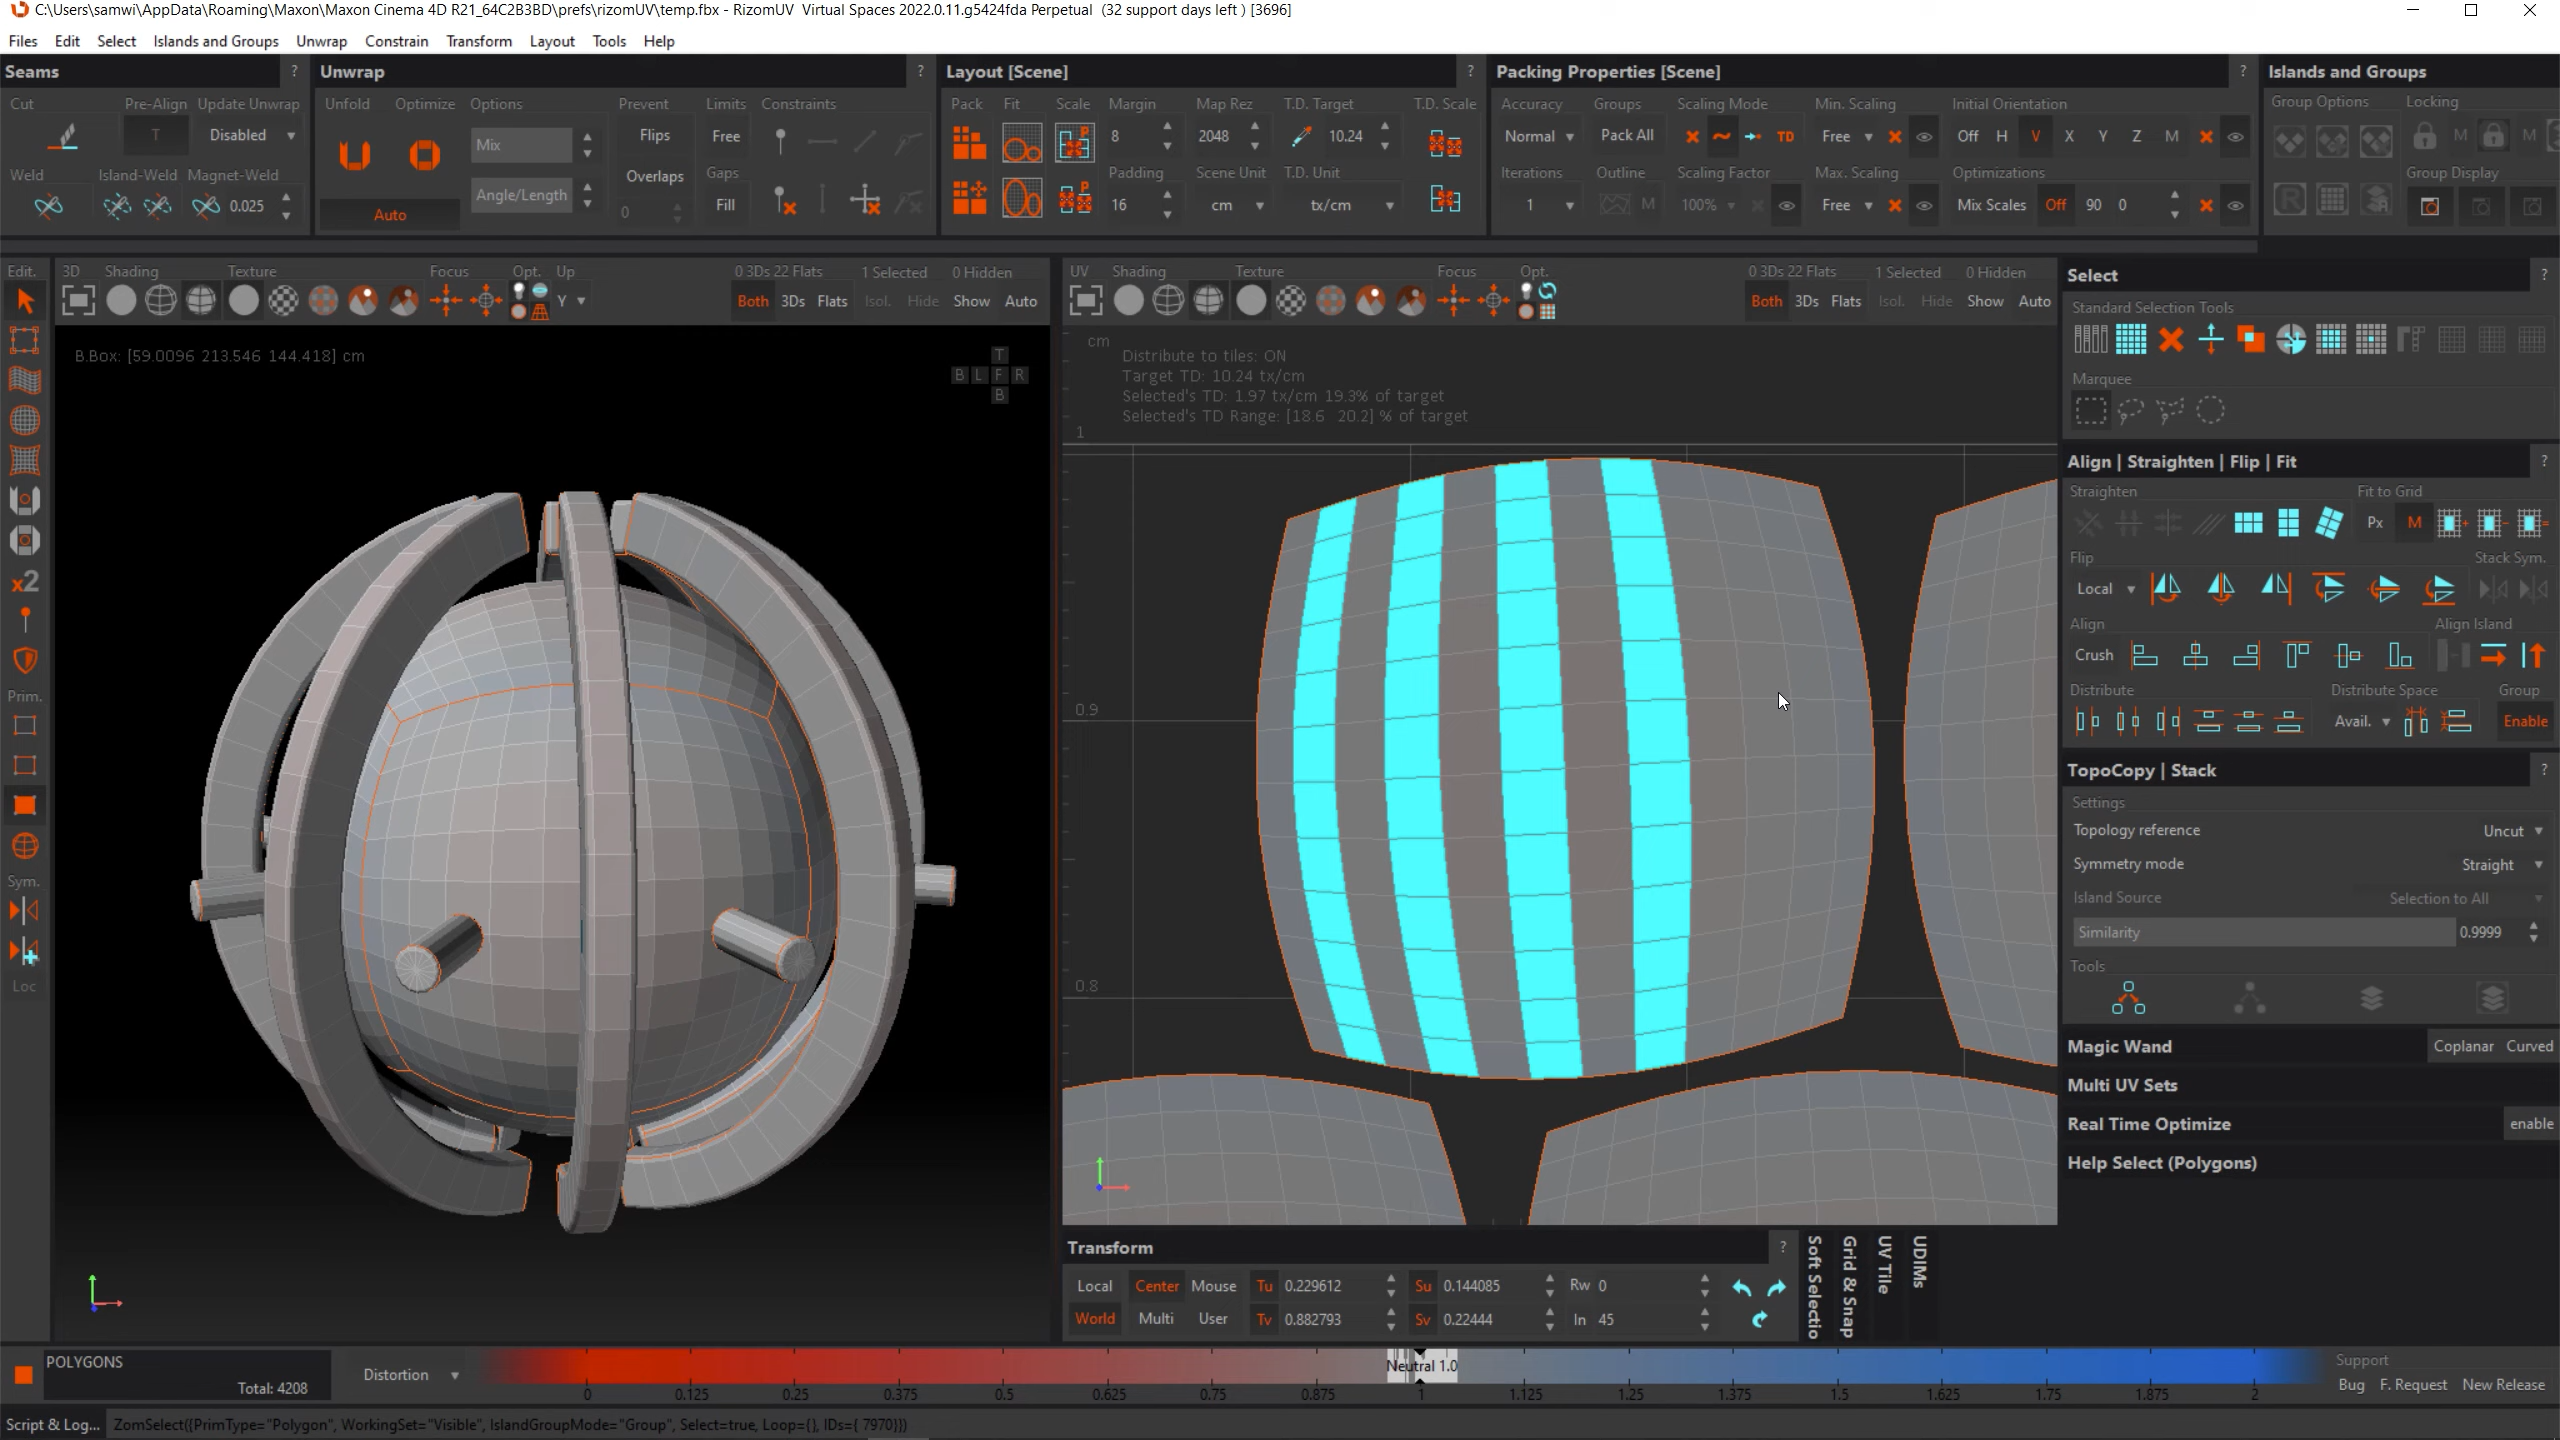 C:\Users\samwi\AppData\Roaming\Maxon\Maxon Cinema 4D R21_64C2B3BD\prefs\rizomUV\temp.fbx - RizomUV Virtual Spaces 2022.0.11.g5424fda Perpetual (32 support days left ) [3696]
Files Edit Select Islands and Groups Unwrap Constrain Transform Layout Tools Help
Seams ? Unwrap ? Layout [Scene] ? Packing Properties [Scene] ? Islands and Groups
Cut Pre-Align Update Unwrap Unfold Optimize Options Prevent Limits Constraints Pack Fit Scale Margin Map Rez T.D. Target T.D. Scale Accuracy Groups Scaling Mode Min. Scaling Initial Orientation Group Options Locking
T Disabled Mix Flips Free 8 2048 10.24 Normal Pack All TD Free Off H V X Y Z M M M
Weld Island-Weld Magnet-Weld Overlaps Gaps Padding Scene Unit T.D. Unit Iterations Outline Scaling Factor Max. Scaling Optimizations Group Display
0.025 Auto Angle/Length 0 Fill 16 cm tx/cm 1 M 100% Free Mix Scales Off 90 0
Edit. 3D Shading Texture Focus Opt. Up 0 3Ds 22 Flats 1 Selected 0 Hidden
Y Both 3Ds Flats Isol. Hide Show Auto
UV Shading Texture Focus Opt. 0 3Ds 22 Flats 1 Selected 0 Hidden
Both 3Ds Flats Isol. Hide Show Auto
B.Box: [59.0096 213.546 144.418] cm
T
B L F R
B
cm
Distribute to tiles: ON
Target TD: 10.24 tx/cm
Selected's TD: 1.97 tx/cm 19.3% of target
Selected's TD Range: [18.6 20.2] % of target
1
0.9
0.8
x2
Prim.
Sym.
Loc
Select ?
Standard Selection Tools
Marquee
Align | Straighten | Flip | Fit ?
Straighten Fit to Grid
Px M
Flip Stack Sym.
Local
Align Align Island
Crush
Distribute Distribute Space Group
Avail. Enable
TopoCopy | Stack ?
Settings
Topology reference Uncut
Symmetry mode Straight
Island Source Selection to All
Similarity 0.9999
Tools
Magic Wand Coplanar Curved
Multi UV Sets
Real Time Optimize enable
Help Select (Polygons)
Transform ?
Local Center Mouse Tu 0.229612 Su 0.144085 Rw 0
World Multi User Tv 0.882793 Sv 0.22444 In 45
Soft Selectio
Grid & Snap
UV Tile
UDIMs
POLYGONS
Total: 4208
Distortion
Neutral 1.0
0 0.125 0.25 0.375 0.5 0.625 0.75 0.875 1 1.125 1.25 1.375 1.5 1.625 1.75 1.875 2
Support
Bug F. Request New Release
Script & Log... ZomSelect({PrimType="Polygon", WorkingSet="Visible", IslandGroupMode="Group", Select=true, Loop={}, IDs={ 7970}})